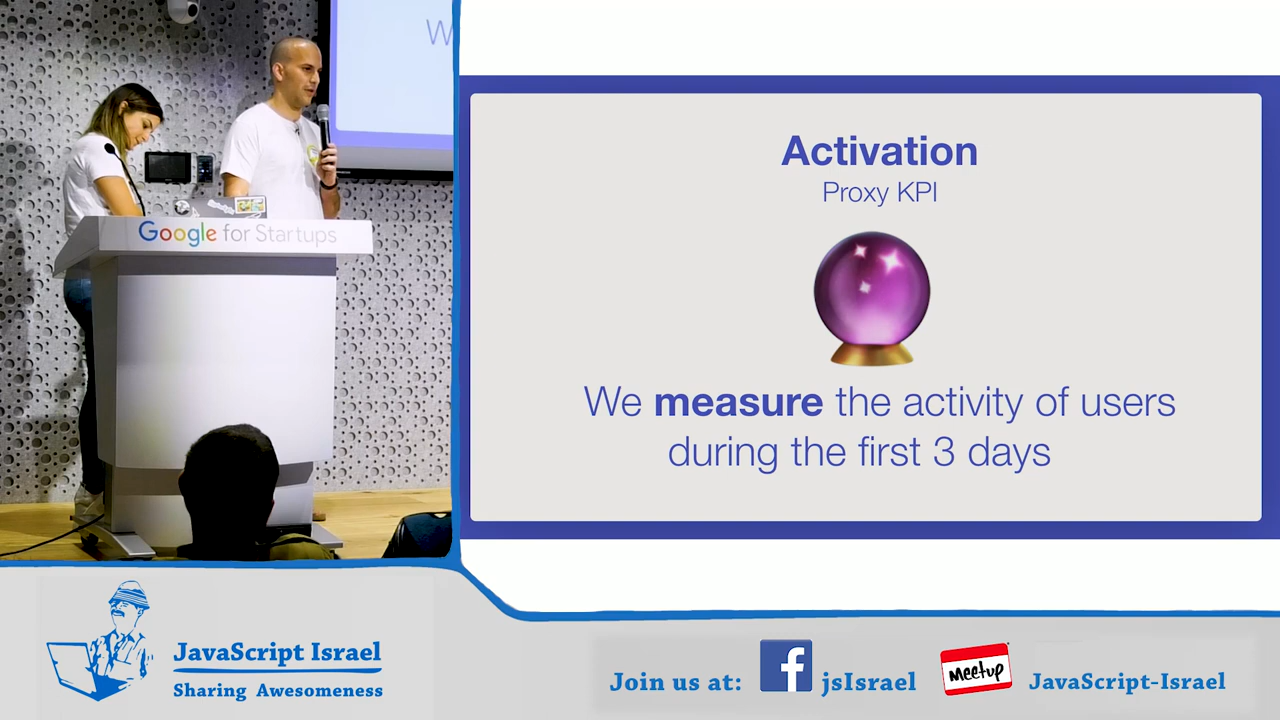 W
Google for Startups
Activation
Proxy KPI
We measure the activity of users
during the first 3 days
JavaScript Israel
Sharing Awesomeness
Join us at:
f
jsIsrael
Meetup
JavaScript-Israel